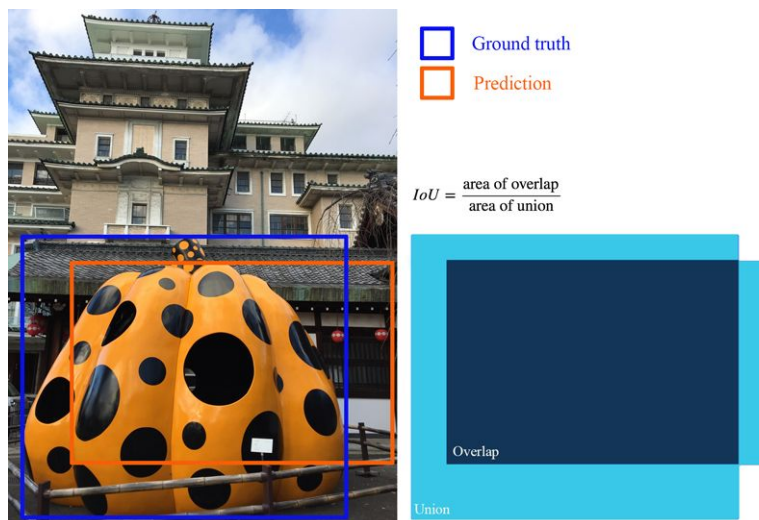 Ground truth
Prediction
IoU = area of overlap / area of union
Overlap
Union